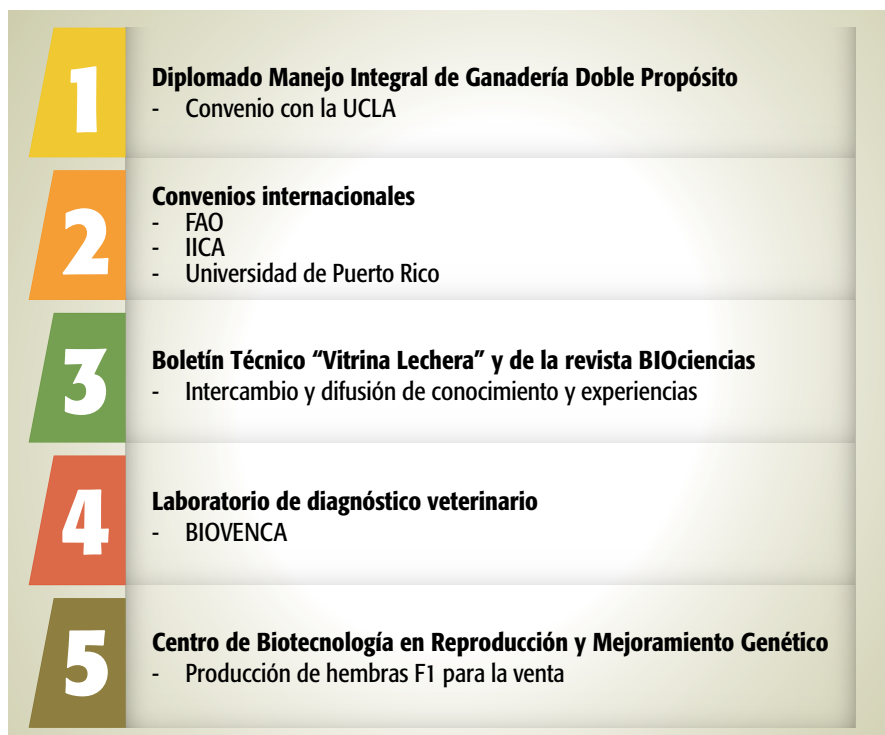 1
Diplomado Manejo Integral de Ganadería Doble Propósito
- Convenio con la UCLA
2
Convenios internacionales
- FAO
- IICA
- Universidad de Puerto Rico
3
Boletín Técnico “Vitrina Lechera” y de la revista BIOciencias
- Intercambio y difusión de conocimiento y experiencias
4
Laboratorio de diagnóstico veterinario
- BIOVENCA
5
Centro de Biotecnología en Reproducción y Mejoramiento Genético
- Producción de hembras F1 para la venta